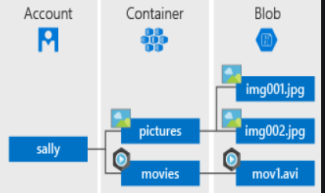 Account
Container
Blob
img001.jpg
pictures
img002.jpg
sally
movies
mov1.avi